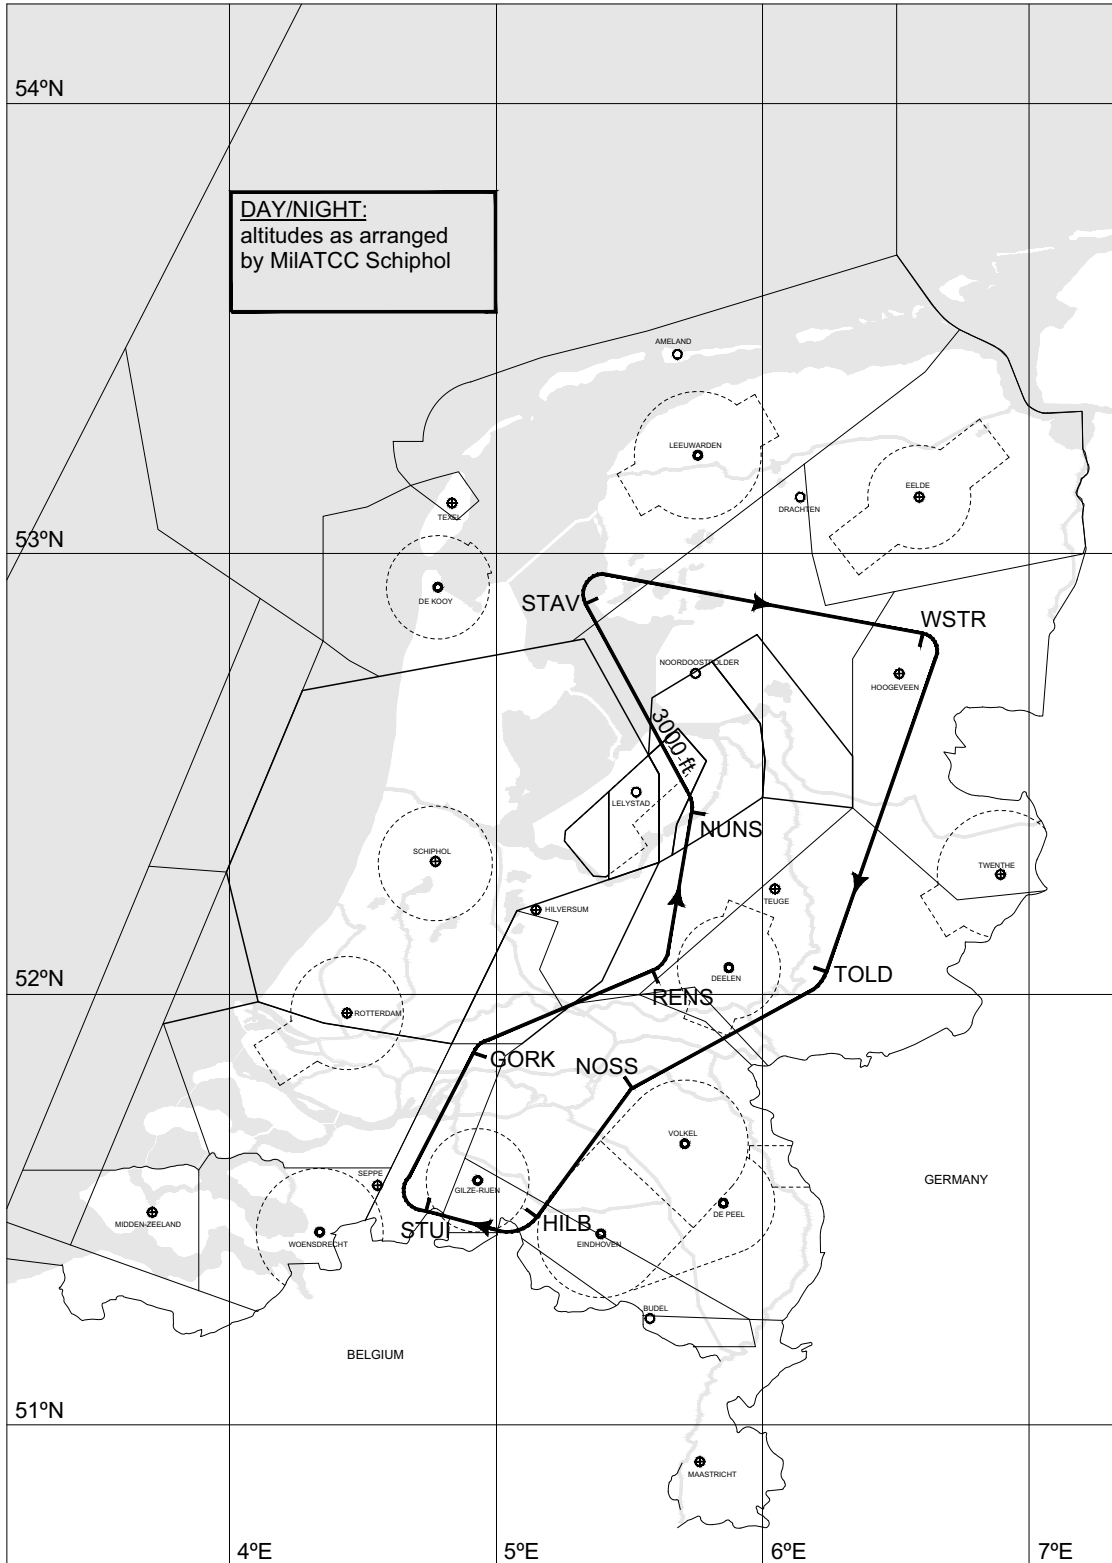 54ºN
DAY/NIGHT:
altitudes as arranged
by MilATCC Schiphol
AMELAND
LEEUWARDEN
EELDE
TEXEL
DRACHTEN
53ºN
DE KOOY
STAV
WSTR
NOORDOOSTPOLDER
HOOGEVEEN
3000-ft.
LELYSTAD
NUNS
SCHIPHOL
TWENTHE
TEUGE
HILVERSUM
DEELEN
TOLD
52ºN
RENS
ROTTERDAM
GORK
NOSS
VOLKEL
SEPPE
GILZE-RIJEN
GERMANY
MIDDEN-ZEELAND
STUI
HILB
DE PEEL
WOENSDRECHT
EINDHOVEN
BUDEL
BELGIUM
51ºN
MAASTRICHT
4ºE
5ºE
6ºE
7ºE